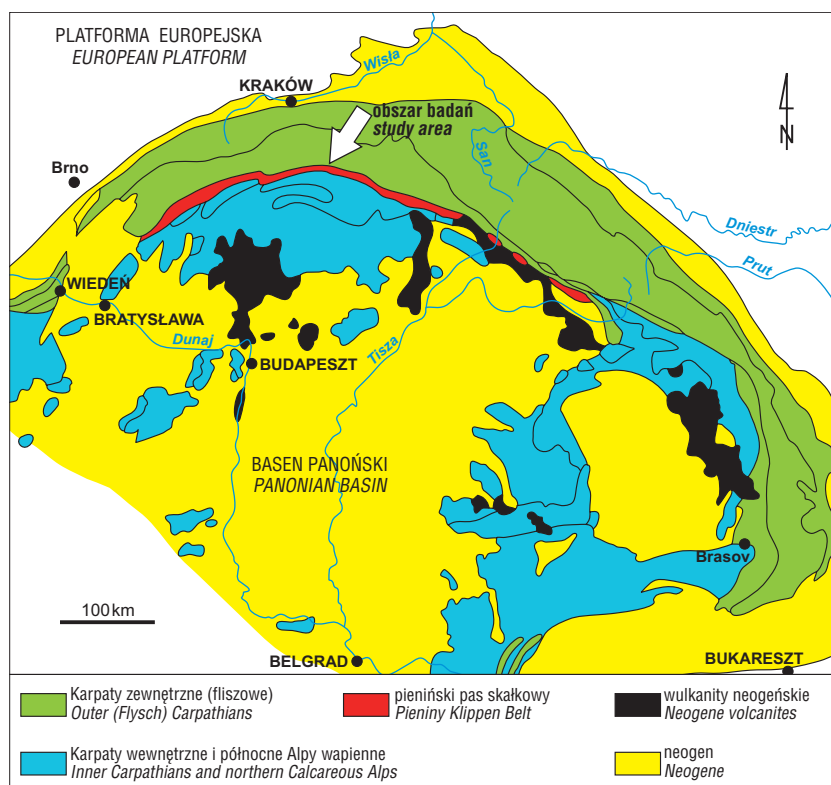 PLATFORMA EUROPEJSKA
EUROPEAN PLATFORM
Wisła
KRAKÓW
obszar badań
study area
N
San
Brno
Dniestr
Prut
WIEDEŃ
BRATYSŁAWA
Dunaj
Tisza
BUDAPESZT
BASEN PANOŃSKI
PANONIAN BASIN
Brasov
100 km
BELGRAD
BUKARESZT
Karpaty zewnętrzne (fliszowe)
Outer (Flysch) Carpathians
pieniński pas skałkowy
Pieniny Klippen Belt
wulkanity neogeńskie
Neogene volcanites
Karpaty wewnętrzne i północne Alpy wapienne
Inner Carpathians and northern Calcareous Alps
neogen
Neogene